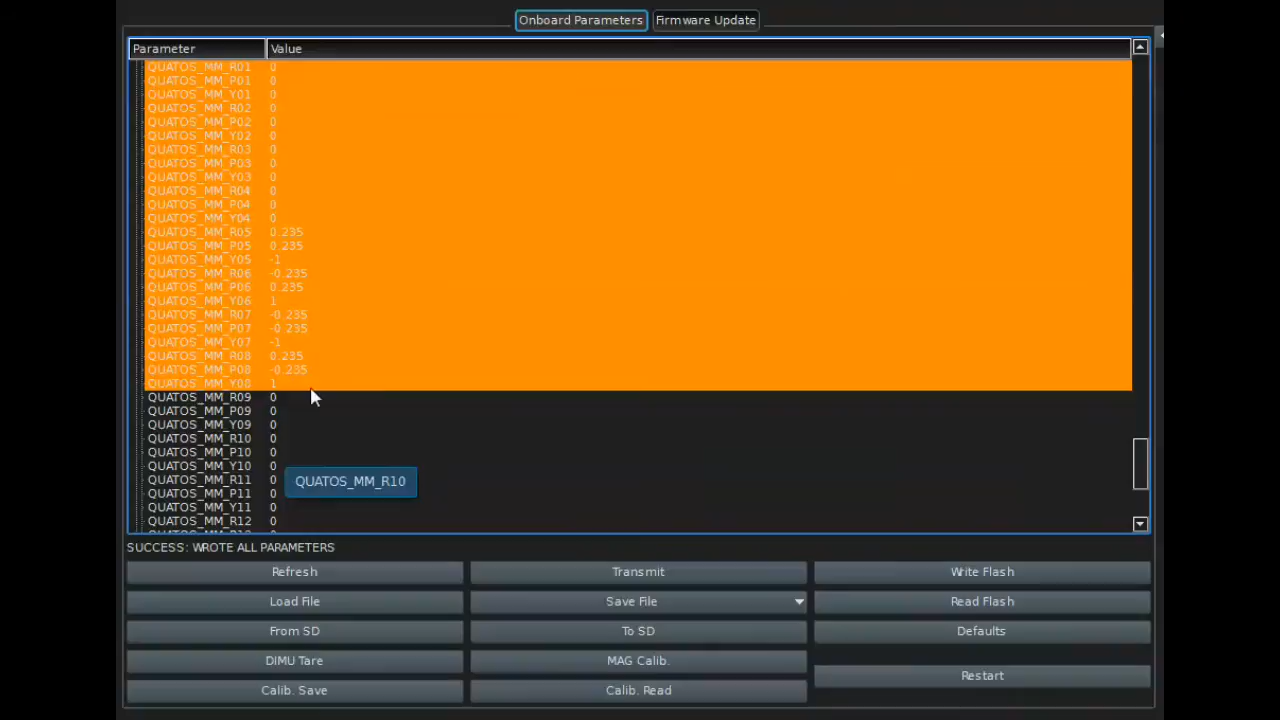 Onboard Parameters Firmware Update
Parameter Value
QUATOS_MM_R01 0
QUATOS_MM_P01 0
QUATOS_MM_Y01 0
QUATOS_MM_R02 0
QUATOS_MM_P02 0
QUATOS_MM_Y02 0
QUATOS_MM_R03 0
QUATOS_MM_P03 0
QUATOS_MM_Y03 0
QUATOS_MM_R04 0
QUATOS_MM_P04 0
QUATOS_MM_Y04 0
QUATOS_MM_R05 0.235
QUATOS_MM_P05 0.235
QUATOS_MM_Y05 -1
QUATOS_MM_R06 -0.235
QUATOS_MM_P06 0.235
QUATOS_MM_Y06 1
QUATOS_MM_R07 -0.235
QUATOS_MM_P07 -0.235
QUATOS_MM_Y07 -1
QUATOS_MM_R08 0.235
QUATOS_MM_P08 -0.235
QUATOS_MM_Y08 1
QUATOS_MM_R09 0
QUATOS_MM_P09 0
QUATOS_MM_Y09 0
QUATOS_MM_R10 0
QUATOS_MM_P10 0
QUATOS_MM_Y10 0
QUATOS_MM_R11 0
QUATOS_MM_R10
QUATOS_MM_P11 0
QUATOS_MM_Y11 0
QUATOS_MM_R12 0
SUCCESS: WROTE ALL PARAMETERS
Refresh Transmit Write Flash
Load File Save File Read Flash
From SD To SD Defaults
DIMU Tare MAG Calib.
Restart
Calib. Save Calib. Read